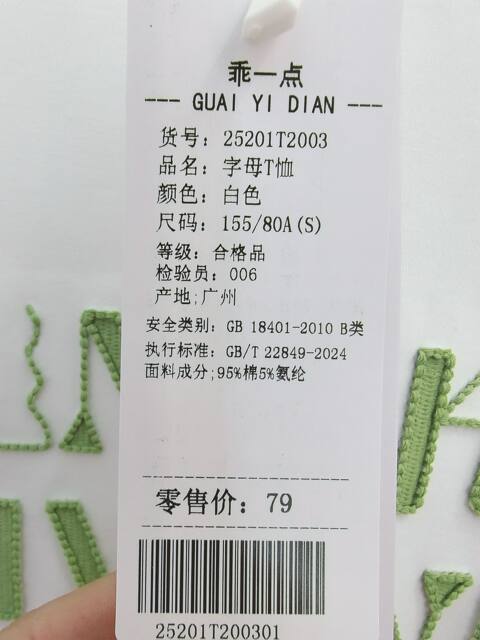 乖一点
--- GUAI YI DIAN ---
货号: 25201T2003
品名: 字母T恤
颜色: 白色
尺码: 155/80A(S)
等级: 合格品
检验员: 006
产地;广州
安全类别: GB 18401-2010 B类
执行标准: GB/T 22849-2024
面料成分;95%棉5%氨纶
零售价: 79
25201T200301